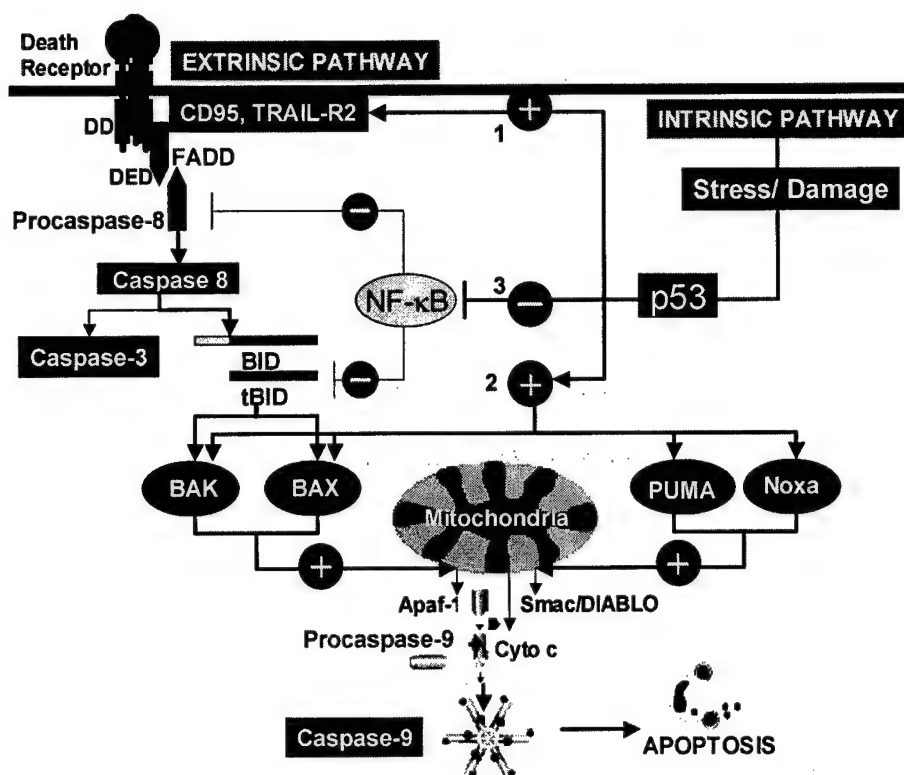 Death
Receptor
EXTRINSIC PATHWAY
DD
CD95, TRAIL-R2
+
1
INTRINSIC PATHWAY
FADD
DED
Stress/ Damage
Procaspase-8
−
Caspase 8
NF-κB
3
−
p53
Caspase-3
BID
−
2
+
tBID
BAK
BAX
Mitochondria
PUMA
Noxa
+
+
Apaf-1
Smac/DIABLO
Procaspase-9
Cyto c
Caspase-9
APOPTOSIS